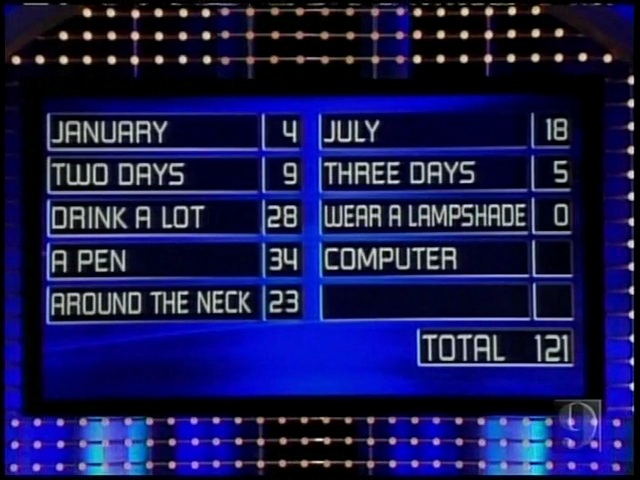 JANUARY 4
TWO DAYS 9
DRINK A LOT 28
A PEN 34
AROUND THE NECK 23
JULY 18
THREE DAYS 5
WEAR A LAMPSHADE 0
COMPUTER
TOTAL 121
9